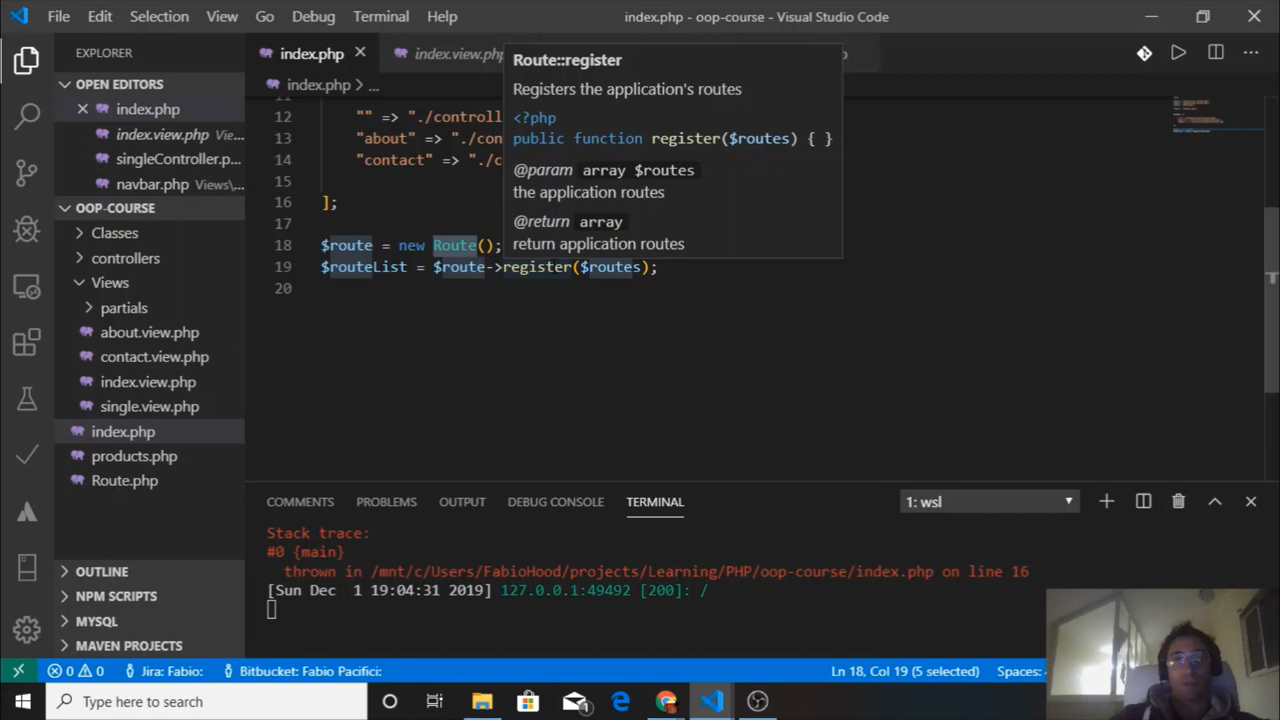 File Edit Selection View Go Debug Terminal Help
index.php - oop-course - Visual Studio Code
EXPLORER
OPEN EDITORS
index.php
index.view.php Vie...
singleController.p...
navbar.php Views\...
OOP-COURSE
Classes
controllers
Views
partials
about.view.php
contact.view.php
index.view.php
single.view.php
index.php
products.php
Route.php
OUTLINE
NPM SCRIPTS
MYSQL
MAVEN PROJECTS
index.php
index.view.php
index.php > ...
Route::register
Registers the application's routes
<?php
public function register($routes) { }
@param array $routes
the application routes
@return array
return application routes
11
12 "" => "./controll
13 "about" => "./con
14 "contact" => "./c
15
16 ];
17
18 $route = new Route();
19 $routeList = $route->register($routes);
20
COMMENTS PROBLEMS OUTPUT DEBUG CONSOLE TERMINAL
1: wsl
Stack trace:
#0 {main}
thrown in /mnt/c/Users/FabioHood/projects/Learning/PHP/oop-course/index.php on line 16
[Sun Dec 1 19:04:31 2019] 127.0.0.1:49492 [200]: /
0 0 Jira: Fabio: Bitbucket: Fabio Pacifici: Ln 18, Col 19 (5 selected) Spaces:
Type here to search
1